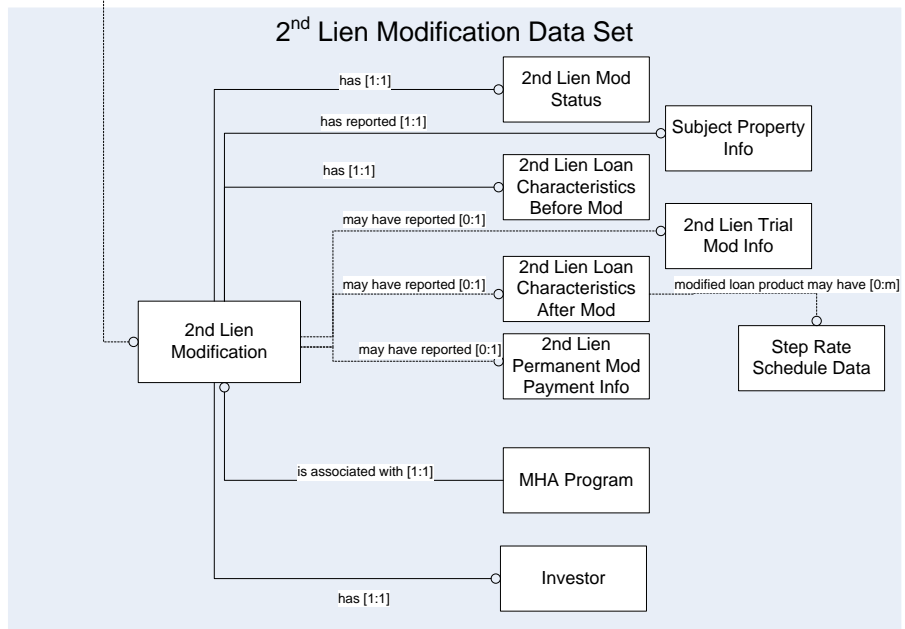 2nd Lien Modification Data Set
has [1:1]
2nd Lien Mod
Status
has reported [1:1]
Subject Property
Info
has [1:1]
2nd Lien Loan
Characteristics
Before Mod
may have reported [0:1]
2nd Lien Trial
Mod Info
may have reported [0:1]
2nd Lien Loan
Characteristics
After Mod
modified loan product may have [0:m]
2nd Lien
Modification
may have reported [0:1]
2nd Lien
Permanent Mod
Payment Info
Step Rate
Schedule Data
is associated with [1:1]
MHA Program
Investor
has [1:1]